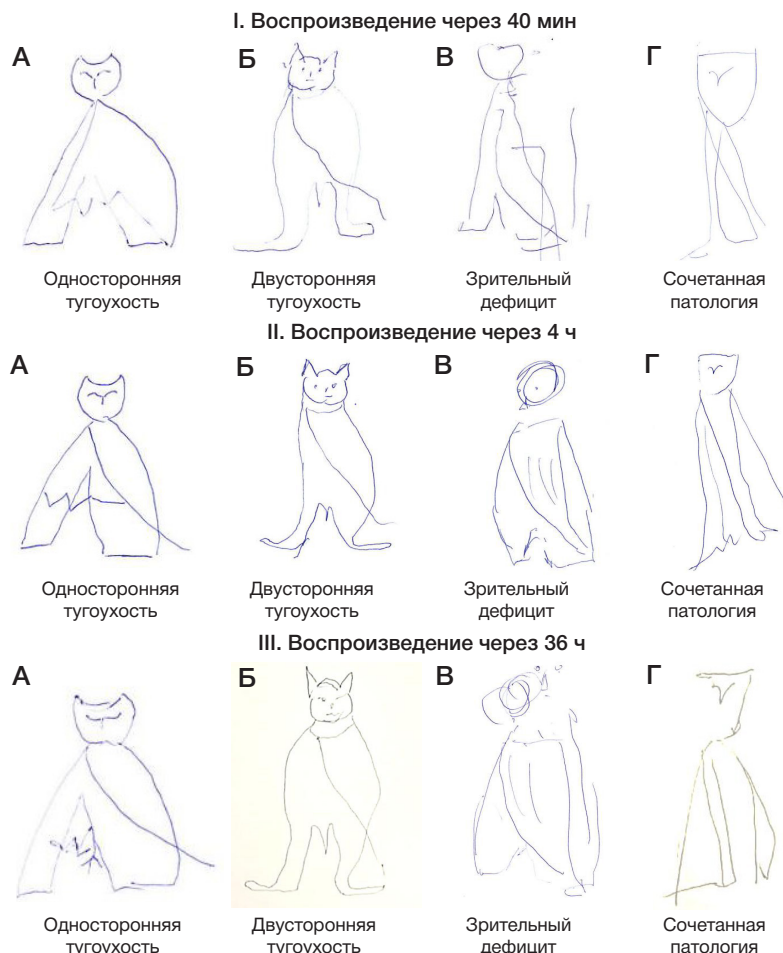 I. Воспроизведение через 40 мин
А Б В Г
Односторонняя тугоухость
Двусторонняя тугоухость
Зрительный дефицит
Сочетанная патология
II. Воспроизведение через 4 ч
А Б В Г
Односторонняя тугоухость
Двусторонняя тугоухость
Зрительный дефицит
Сочетанная патология
III. Воспроизведение через 36 ч
А Б В Г
Односторонняя тугоухость
Двусторонняя тугоухость
Зрительный дефицит
Сочетанная патология